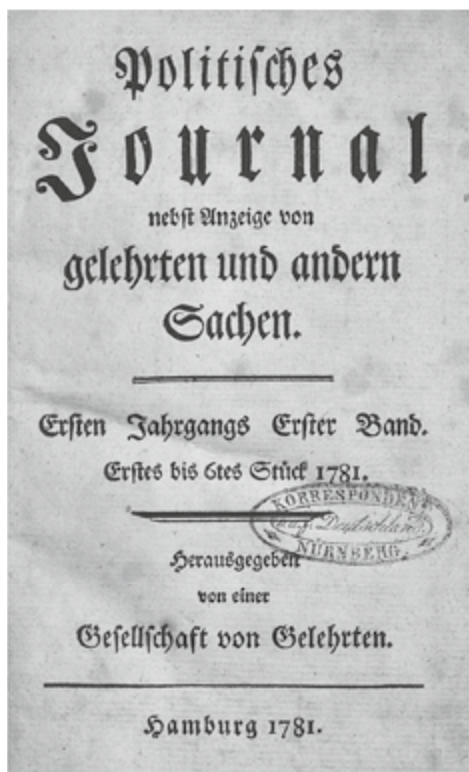 Politiſches
Journal
nebſt Anzeige von
gelehrten und andern
Sachen.
Erſten Jahrgangs Erſter Band.
Erſtes bis 6tes Stück 1781.
KORRESPONDENT
Deutschland
NÜRNBERG.
Herausgegeben
von einer
Geſellſchaft von Gelehrten.
Hamburg 1781.